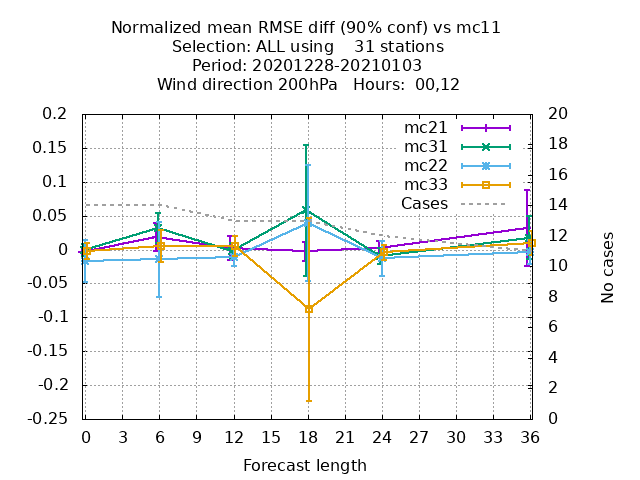 Normalized mean RMSE diff (90% conf) vs mc11
Selection: ALL using    31 stations
Period: 20201228-20210103
Wind direction 200hPa   Hours:  00,12
0.2
0.15
0.1
0.05
0
-0.05
-0.1
-0.15
-0.2
-0.25
mc21
mc31
mc22
mc33
Cases
20
18
16
14
12
10
8
6
4
2
0
No cases
0 3 6 9 12 15 18 21 24 27 30 33 36
Forecast length